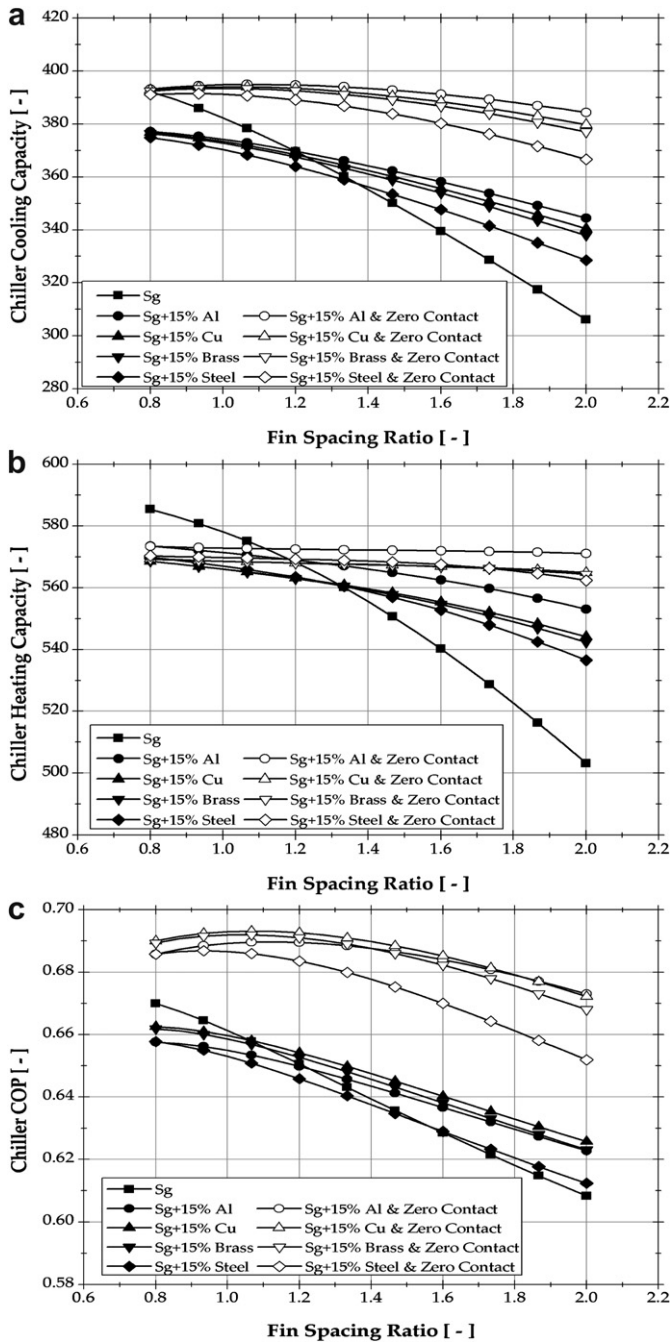 a
420
400
380
360
340
320
300
280
Chiller Cooling Capacity [ - ]
Sg
Sg+15% Al
Sg+15% Cu
Sg+15% Brass
Sg+15% Steel
Sg+15% Al & Zero Contact
Sg+15% Cu & Zero Contact
Sg+15% Brass & Zero Contact
Sg+15% Steel & Zero Contact
0.6 0.8 1.0 1.2 1.4 1.6 1.8 2.0 2.2
Fin Spacing Ratio [ - ]
b
600
580
560
540
520
500
480
Chiller Heating Capacity [ - ]
Sg
Sg+15% Al
Sg+15% Cu
Sg+15% Brass
Sg+15% Steel
Sg+15% Al & Zero Contact
Sg+15% Cu & Zero Contact
Sg+15% Brass & Zero Contact
Sg+15% Steel & Zero Contact
0.6 0.8 1.0 1.2 1.4 1.6 1.8 2.0 2.2
Fin Spacing Ratio [ - ]
c
0.70
0.68
0.66
0.64
0.62
0.60
0.58
Chiller COP [ - ]
Sg
Sg+15% Al
Sg+15% Cu
Sg+15% Brass
Sg+15% Steel
Sg+15% Al & Zero Contact
Sg+15% Cu & Zero Contact
Sg+15% Brass & Zero Contact
Sg+15% Steel & Zero Contact
0.6 0.8 1.0 1.2 1.4 1.6 1.8 2.0 2.2
Fin Spacing Ratio [ - ]